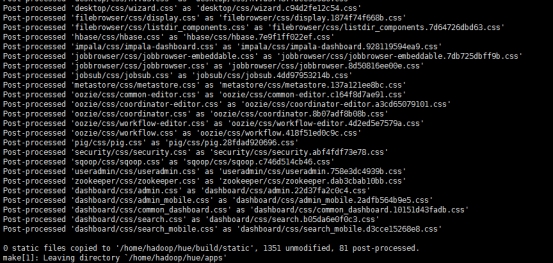 Post-processed 'desktop/css/wizard.css' as 'desktop/css/wizard.c94d2fe12c54.css'
Post-processed 'filebrowser/css/display.css' as 'filebrowser/css/display.1874f74f668b.css'
Post-processed 'filebrowser/css/listdir_components.css' as 'filebrowser/css/listdir_components.7d64726dbd63.css'
Post-processed 'hbase/css/hbase.css' as 'hbase/css/hbase.7e9f1ff022ef.css'
Post-processed 'impala/css/impala-dashboard.css' as 'impala/css/impala-dashboard.928119594ea9.css'
Post-processed 'jobbrowser/css/jobbrowser-embeddable.css' as 'jobbrowser/css/jobbrowser-embeddable.7db725dbff9b.css'
Post-processed 'jobbrowser/css/jobbrowser.css' as 'jobbrowser/css/jobbrowser.8d50816ee00e.css'
Post-processed 'jobsub/css/jobsub.css' as 'jobsub/css/jobsub.4dd97953214b.css'
Post-processed 'metastore/css/metastore.css' as 'metastore/css/metastore.137a121ee8bc.css'
Post-processed 'oozie/css/common-editor.css' as 'oozie/css/common-editor.c164f8d7ae91.css'
Post-processed 'oozie/css/coordinator-editor.css' as 'oozie/css/coordinator-editor.a3cd65079101.css'
Post-processed 'oozie/css/coordinator.css' as 'oozie/css/coordinator.8b07adf8b08b.css'
Post-processed 'oozie/css/workflow-editor.css' as 'oozie/css/workflow-editor.4d2ed5e7579a.css'
Post-processed 'oozie/css/workflow.css' as 'oozie/css/workflow.418f51ed0c9c.css'
Post-processed 'pig/css/pig.css' as 'pig/css/pig.28fdad920696.css'
Post-processed 'security/css/security.css' as 'security/css/security.abf4fdf73e78.css'
Post-processed 'sqoop/css/sqoop.css' as 'sqoop/css/sqoop.c746d514cb46.css'
Post-processed 'useradmin/css/useradmin.css' as 'useradmin/css/useradmin.758e3dc4939b.css'
Post-processed 'zookeeper/css/zookeeper.css' as 'zookeeper/css/zookeeper.dab3cbab10bb.css'
Post-processed 'dashboard/css/admin.css' as 'dashboard/css/admin.22d37fa2c0c4.css'
Post-processed 'dashboard/css/admin_mobile.css' as 'dashboard/css/admin_mobile.2adfb564b9e5.css'
Post-processed 'dashboard/css/common_dashboard.css' as 'dashboard/css/common_dashboard.10151d43fadb.css'
Post-processed 'dashboard/css/search.css' as 'dashboard/css/search.b05da6e0f0c3.css'
Post-processed 'dashboard/css/search_mobile.css' as 'dashboard/css/search_mobile.d3cce15268e8.css'
0 static files copied to '/home/hadoop/hue/build/static', 1351 unmodified, 81 post-processed.
make[1]: Leaving directory `/home/hadoop/hue/apps'